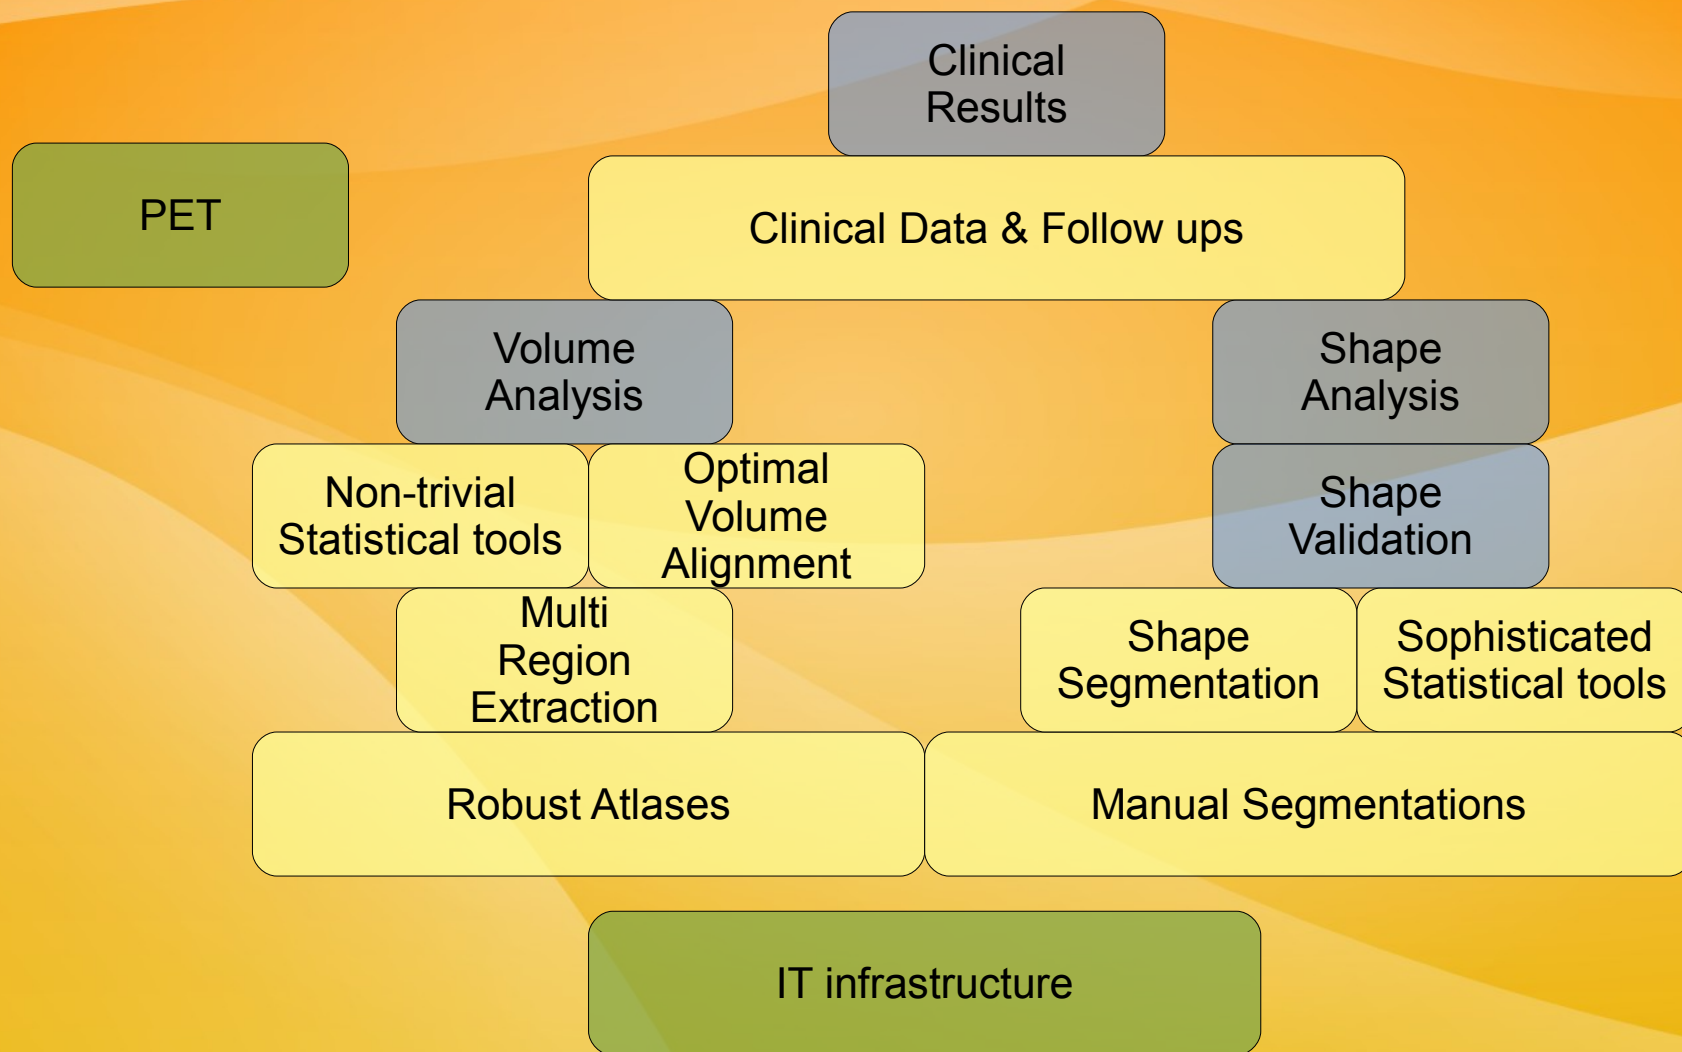 Clinical
Results
PET
Clinical Data & Follow ups
Volume
Analysis
Shape
Analysis
Non-trivial
Statistical tools
Optimal
Volume
Alignment
Shape
Validation
Multi
Region
Extraction
Shape
Segmentation
Sophisticated
Statistical tools
Robust Atlases
Manual Segmentations
IT infrastructure